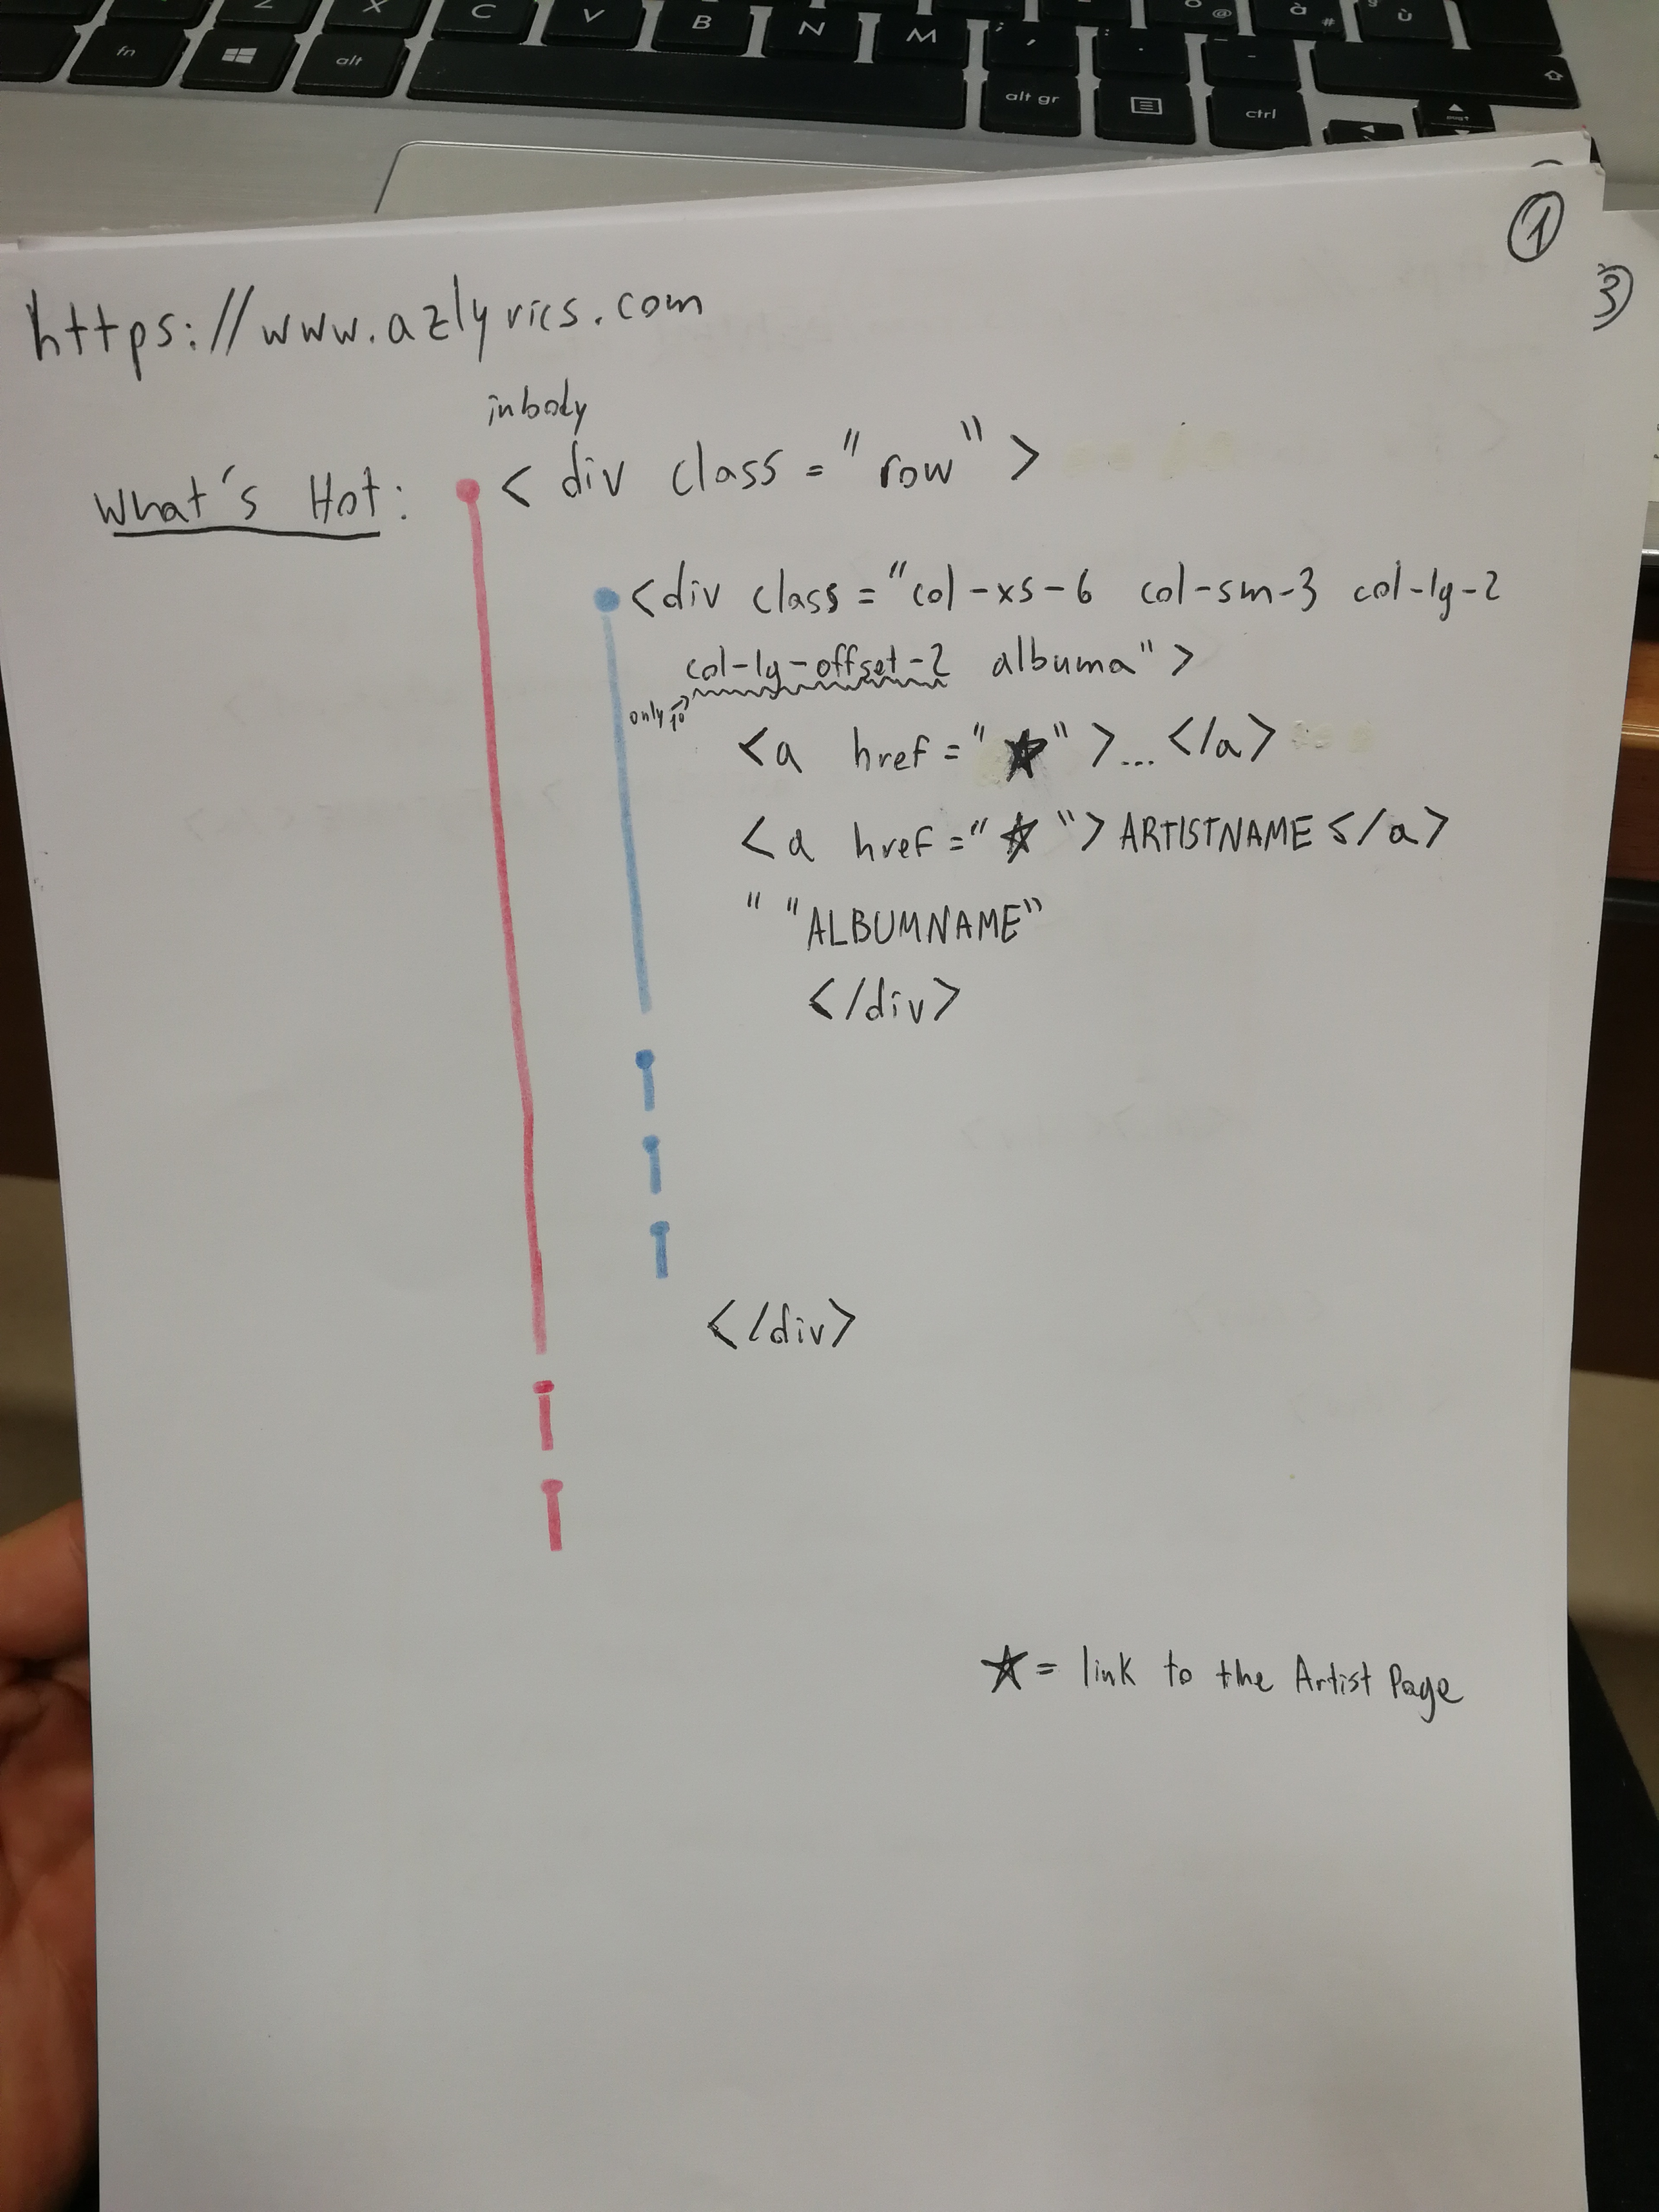 X C V B N M ; , : . _ - @ à # ù
fn alt alt gr ctrl
1
3
https://www.azlyrics.com
inbody
What's Hot: <div class="row">
<div class="col-xs-6 col-sm-3 col-lg-2
col-lg-offset-2 albuma">
only 1°
<a href="★">...</a>
<a href="★">ARTISTNAME</a>
" "ALBUMNAME"
</div>
</div>
★= link to the Artist Page